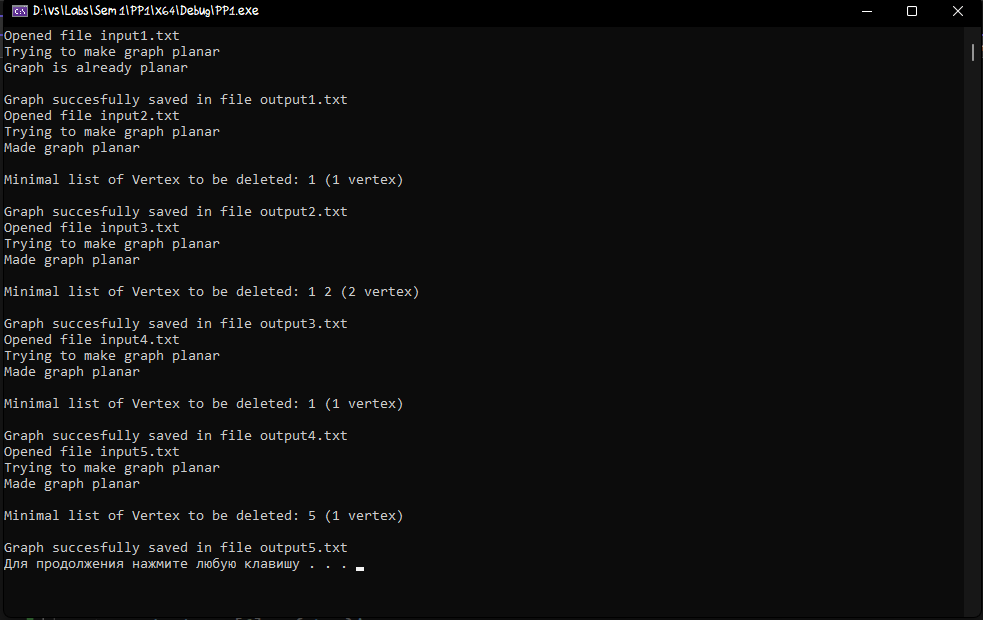 D:\vs\Labs\Sem 1\PP1\x64\Debug\PP1.exe
Opened file input1.txt
Trying to make graph planar
Graph is already planar
Graph succesfully saved in file output1.txt
Opened file input2.txt
Trying to make graph planar
Made graph planar
Minimal list of Vertex to be deleted: 1 (1 vertex)
Graph succesfully saved in file output2.txt
Opened file input3.txt
Trying to make graph planar
Made graph planar
Minimal list of Vertex to be deleted: 1 2 (2 vertex)
Graph succesfully saved in file output3.txt
Opened file input4.txt
Trying to make graph planar
Made graph planar
Minimal list of Vertex to be deleted: 1 (1 vertex)
Graph succesfully saved in file output4.txt
Opened file input5.txt
Trying to make graph planar
Made graph planar
Minimal list of Vertex to be deleted: 5 (1 vertex)
Graph succesfully saved in file output5.txt
Для продолжения нажмите любую клавишу . . .